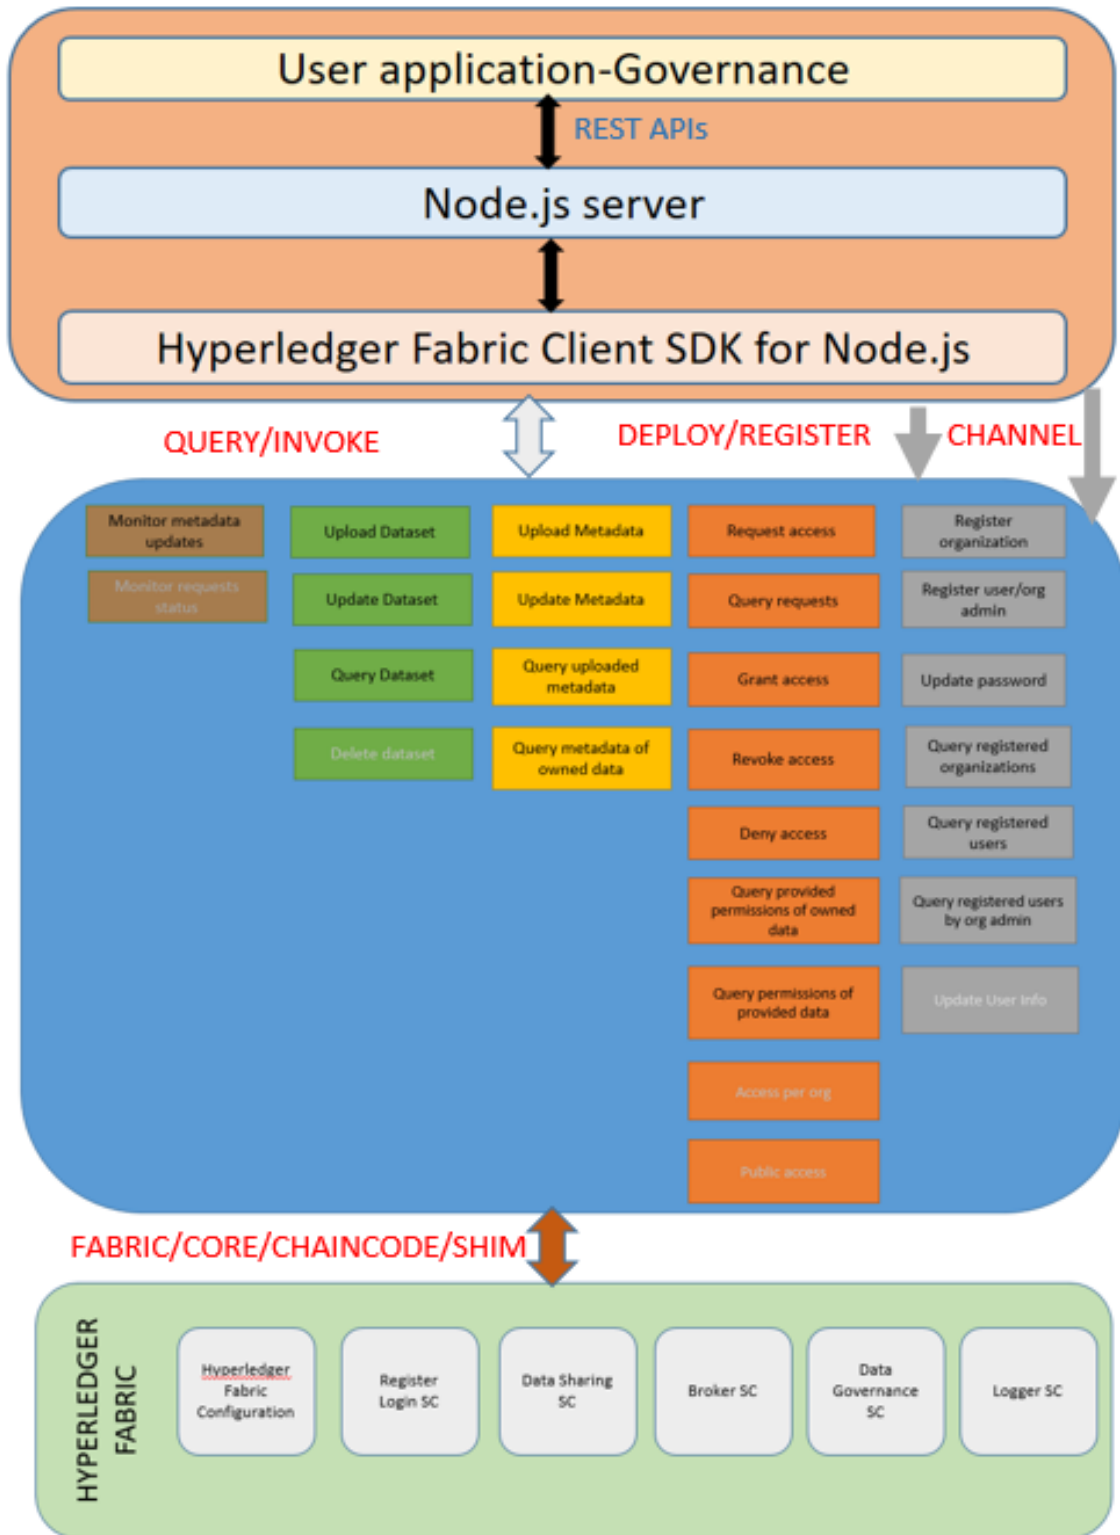 User application-Governance
REST APIs
Node.js server
Hyperledger Fabric Client SDK for Node.js
QUERY/INVOKE
DEPLOY/REGISTER
CHANNEL
Monitor metadata
updates
Monitor requests
status
Upload Dataset
Update Dataset
Query Dataset
Delete dataset
Upload Metadata
Update Metadata
Query uploaded
metadata
Query metadata of
owned data
Request access
Query requests
Grant access
Revoke access
Deny access
Query provided
permissions of owned
data
Query permissions of
provided data
Access per org
Public access
Register
organization
Register user/org
admin
Update password
Query registered
organizations
Query registered
users
Query registered users
by org admin
Update User Info
FABRIC/CORE/CHAINCODE/SHIM
HYPERLEDGER
FABRIC
Hyperledger
Fabric
Configuration
Register
Login SC
Data Sharing
SC
Broker SC
Data
Governance
SC
Logger SC